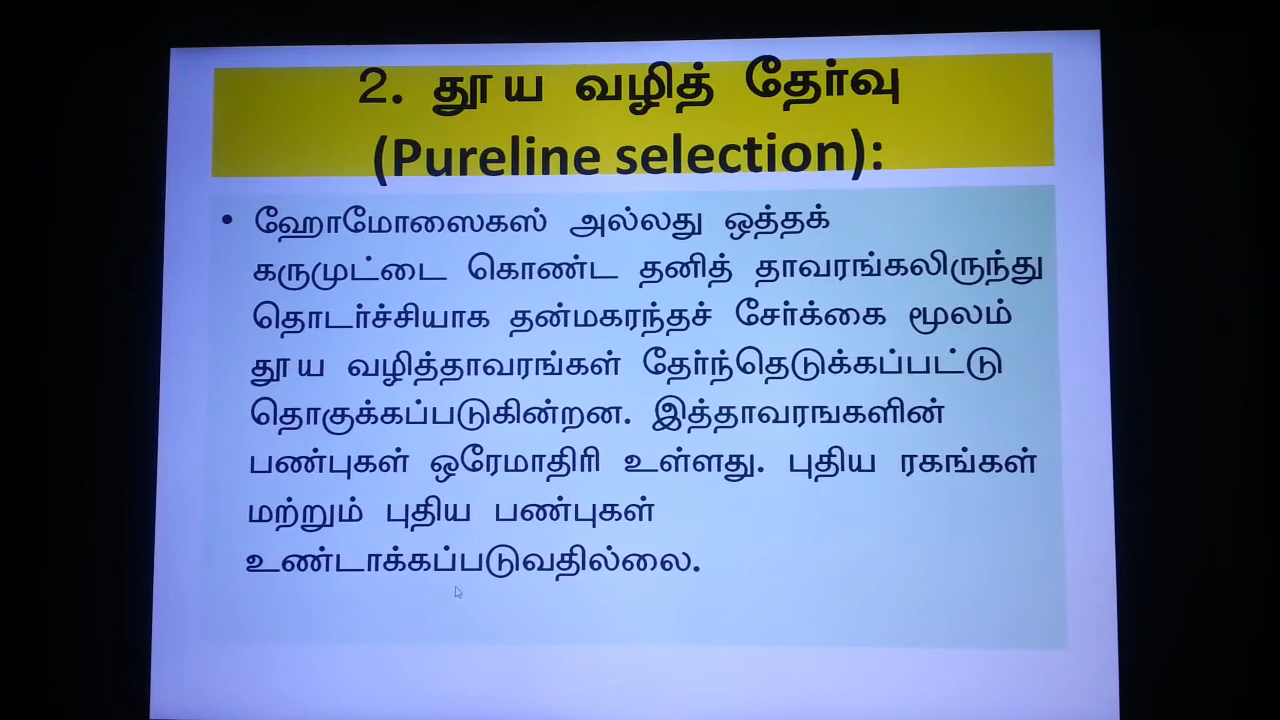 2. தூய வழித் தேர்வு
(Pureline selection):
• ஹோமோஸைகஸ் அல்லது ஒத்தக்
கருமுட்டை கொண்ட தனித் தாவரங்கலிருந்து
தொடர்ச்சியாக தன்மகரந்தச் சேர்க்கை மூலம்
தூய வழித்தாவரங்கள் தேர்ந்தெடுக்கப்பட்டு
தொகுக்கப்படுகின்றன. இத்தாவரஙகளின்
பண்புகள் ஒரேமாதிரி உள்ளது. புதிய ரகங்கள்
மற்றும் புதிய பண்புகள்
உண்டாக்கப்படுவதில்லை.